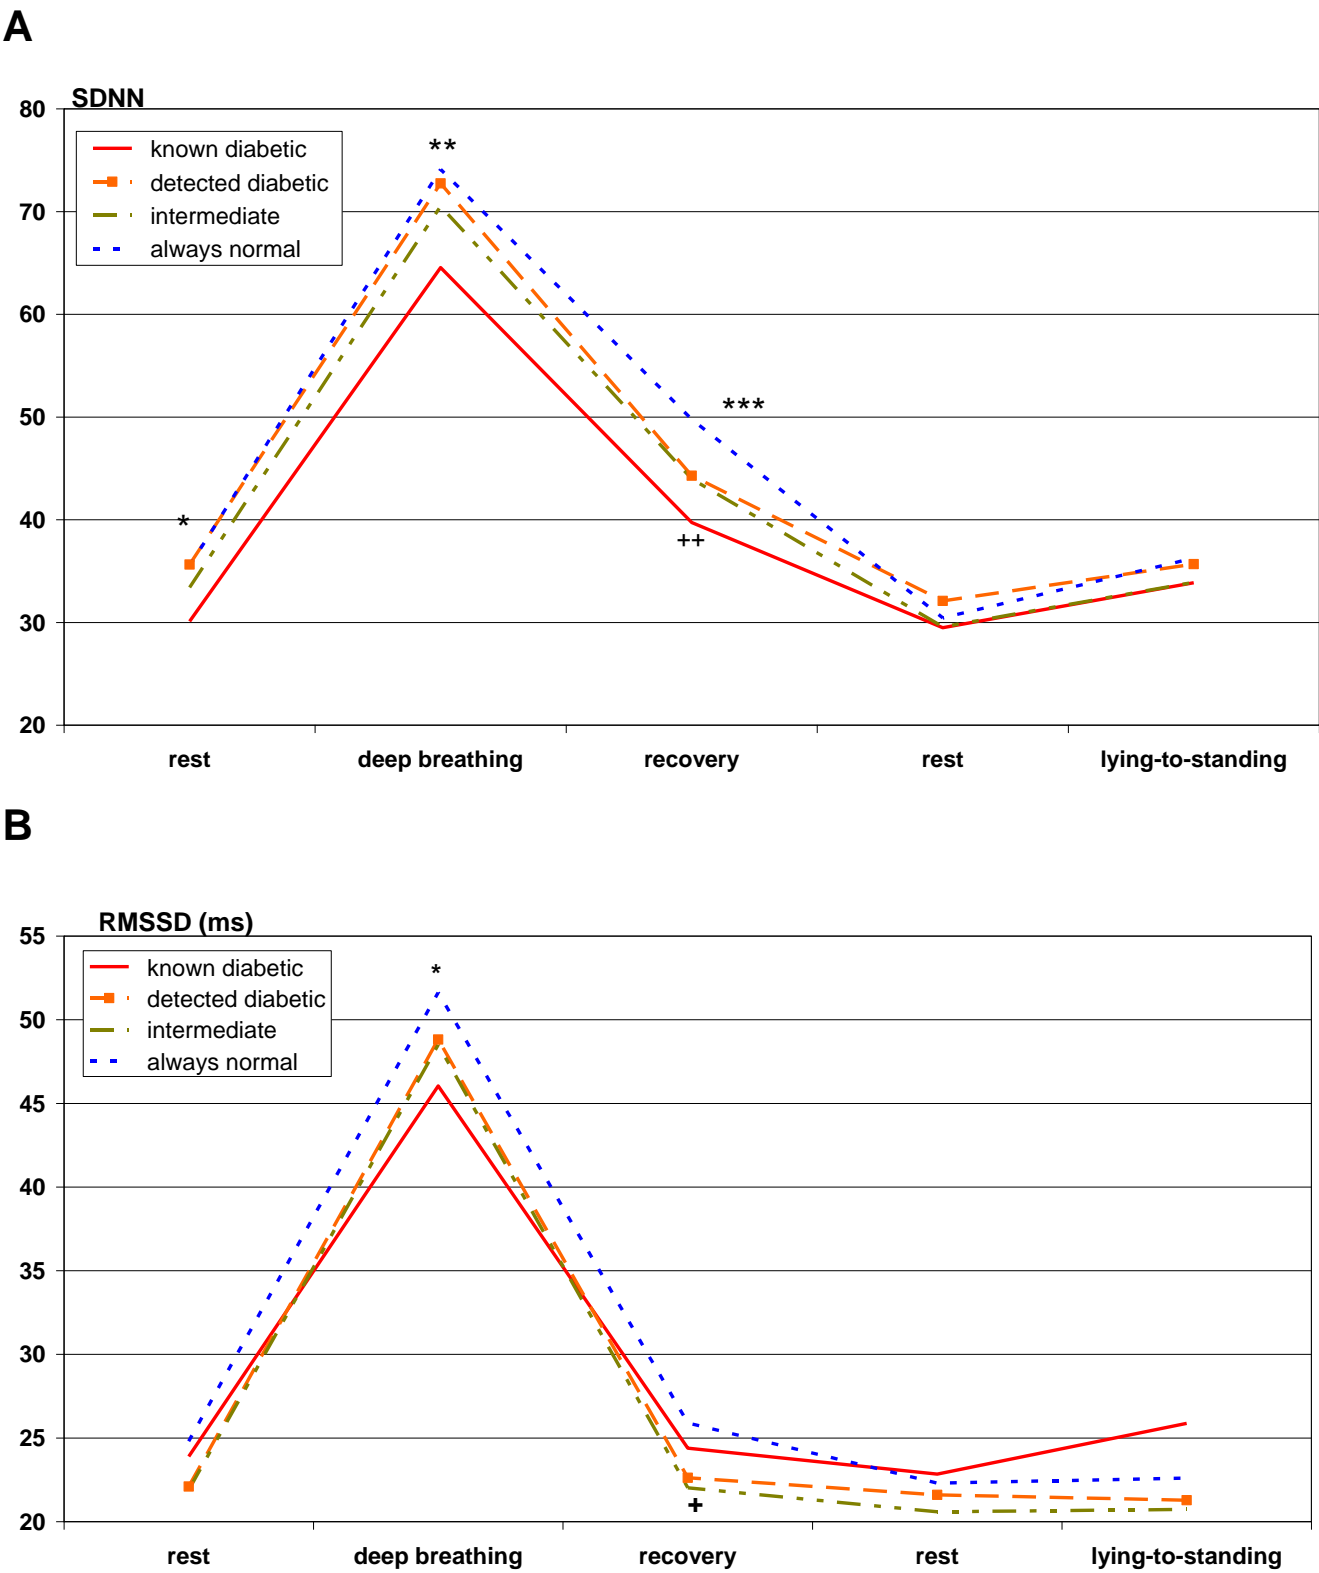 A
SDNN
80
known diabetic
detected diabetic
intermediate
always normal
**
70
60
50
***
40
*
++
30
20
rest deep breathing recovery rest lying-to-standing
B
RMSSD (ms)
55
known diabetic
detected diabetic
intermediate
always normal
*
50
45
40
35
30
25
+
20
rest deep breathing recovery rest lying-to-standing